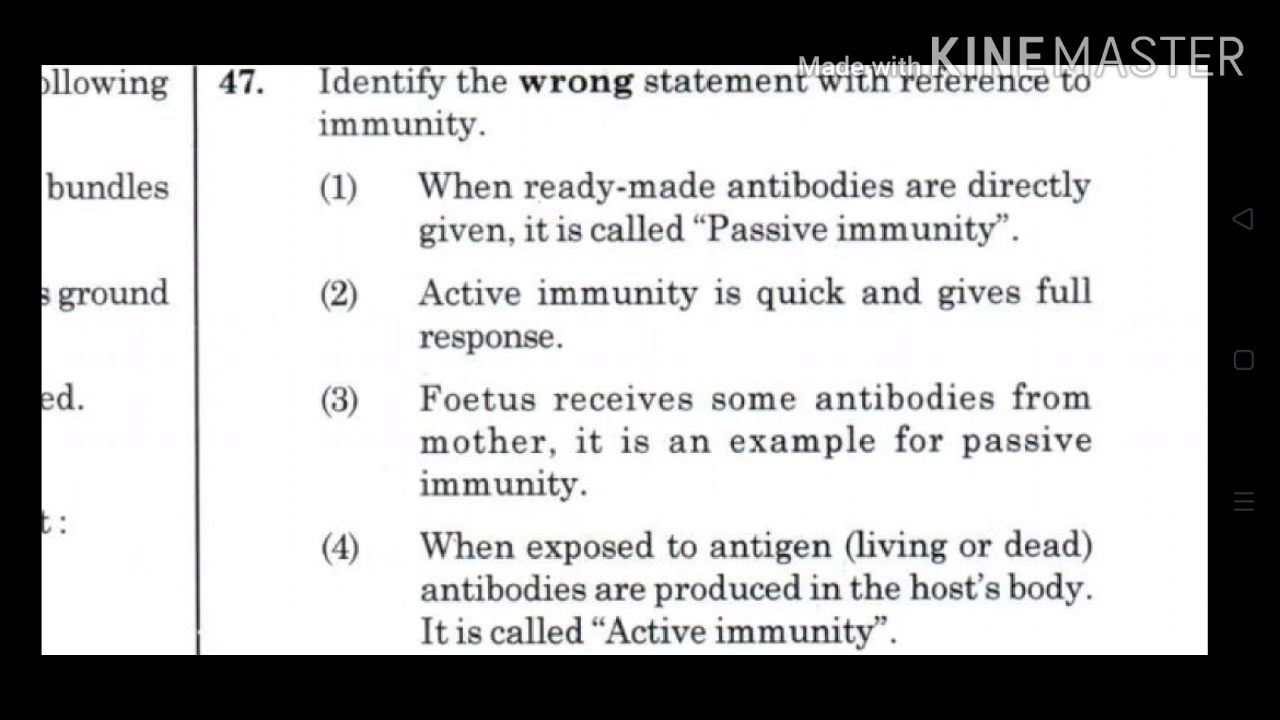 Made with KINEMASTER
ollowing
bundles
s ground
ed.
t :
47. Identify the wrong statement with reference to
immunity.
(1) When ready-made antibodies are directly
given, it is called “Passive immunity”.
(2) Active immunity is quick and gives full
response.
(3) Foetus receives some antibodies from
mother, it is an example for passive
immunity.
(4) When exposed to antigen (living or dead)
antibodies are produced in the host’s body.
It is called “Active immunity”.